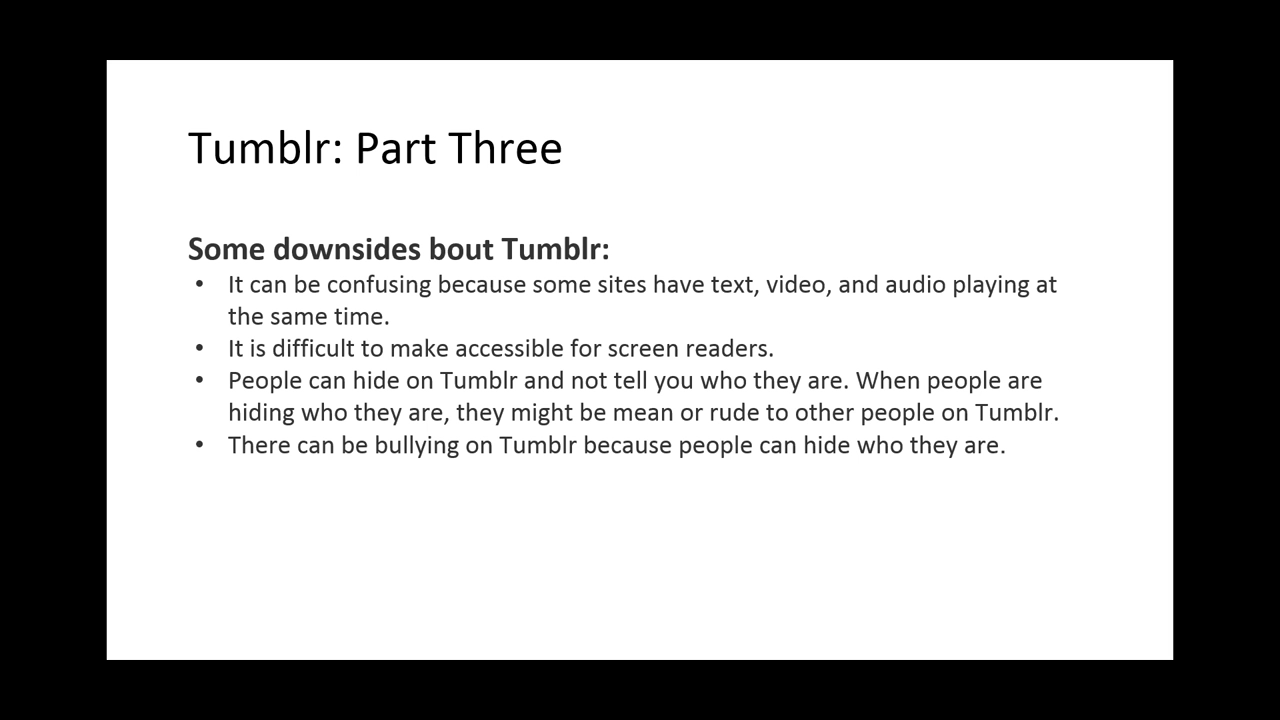 Tumblr: Part Three
Some downsides bout Tumblr:
• It can be confusing because some sites have text, video, and audio playing at
the same time.
• It is difficult to make accessible for screen readers.
• People can hide on Tumblr and not tell you who they are. When people are
hiding who they are, they might be mean or rude to other people on Tumblr.
• There can be bullying on Tumblr because people can hide who they are.